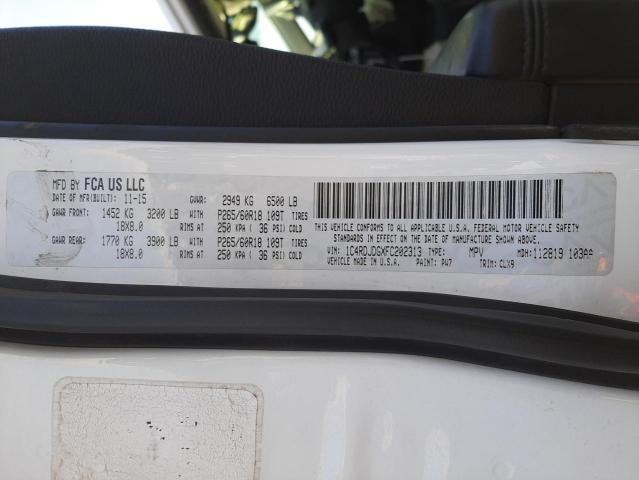 MFD BY FCA US LLC
DATE OF MFR(BUILT): 11-15 GVWR: 2949 KG 6500 LB
GAWR FRONT: 1452 KG 3200 LB WITH P265/60R18 109T TIRES
18X8.0 RIMS AT 250 KPA( 36 PSI) COLD
GAWR REAR: 1770 KG 3900 LB WITH P265/60R18 109T TIRES
18X8.0 RIMS AT 250 KPA( 36 PSI) COLD
THIS VEHICLE CONFORMS TO ALL APPLICABLE U.S.A. FEDERAL MOTOR VEHICLE SAFETY
STANDARDS IN EFFECT ON THE DATE OF MANUFACTURE SHOWN ABOVE.
VIN: 1C4RDJDGXFC202313 TYPE: MPV MDH: 112819 103AA
VEHICLE MADE IN U.S.A. PAINT: PW7 TRIM: CLX9